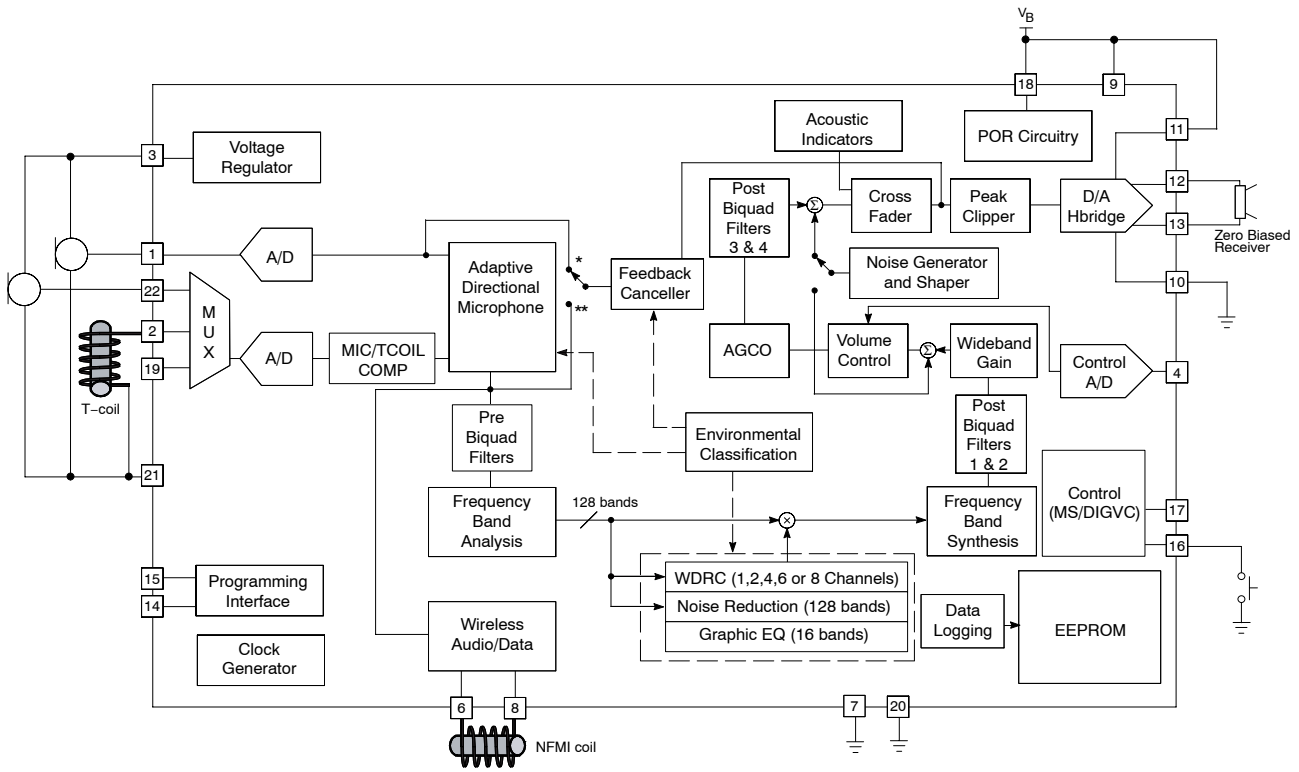 VB
18
9
Acoustic
Indicators
POR Circuitry
11
3
Voltage
Regulator
12
Post
Biquad
Filters
3 & 4
Σ
Cross
Fader
Peak
Clipper
D/A
Hbridge
13
Zero Biased
Receiver
1
A/D
Adaptive
Directional
Microphone
*
**
Feedback
Canceller
Noise Generator
and Shaper
10
22
2
19
MUX
A/D
MIC/TCOIL
COMP
AGCO
Volume
Control
Σ
Wideband
Gain
Control
A/D
4
T−coil
Pre
Biquad
Filters
Environmental
Classification
Post
Biquad
Filters
1 & 2
21
Frequency
Band
Analysis
128 bands
×
Frequency
Band
Synthesis
Control
(MS/DIGVC)
17
16
15
14
Programming
Interface
WDRC (1,2,4,6 or 8 Channels)
Noise Reduction (128 bands)
Graphic EQ (16 bands)
Data
Logging
EEPROM
Clock
Generator
Wireless
Audio/Data
6
8
7
20
NFMI coil